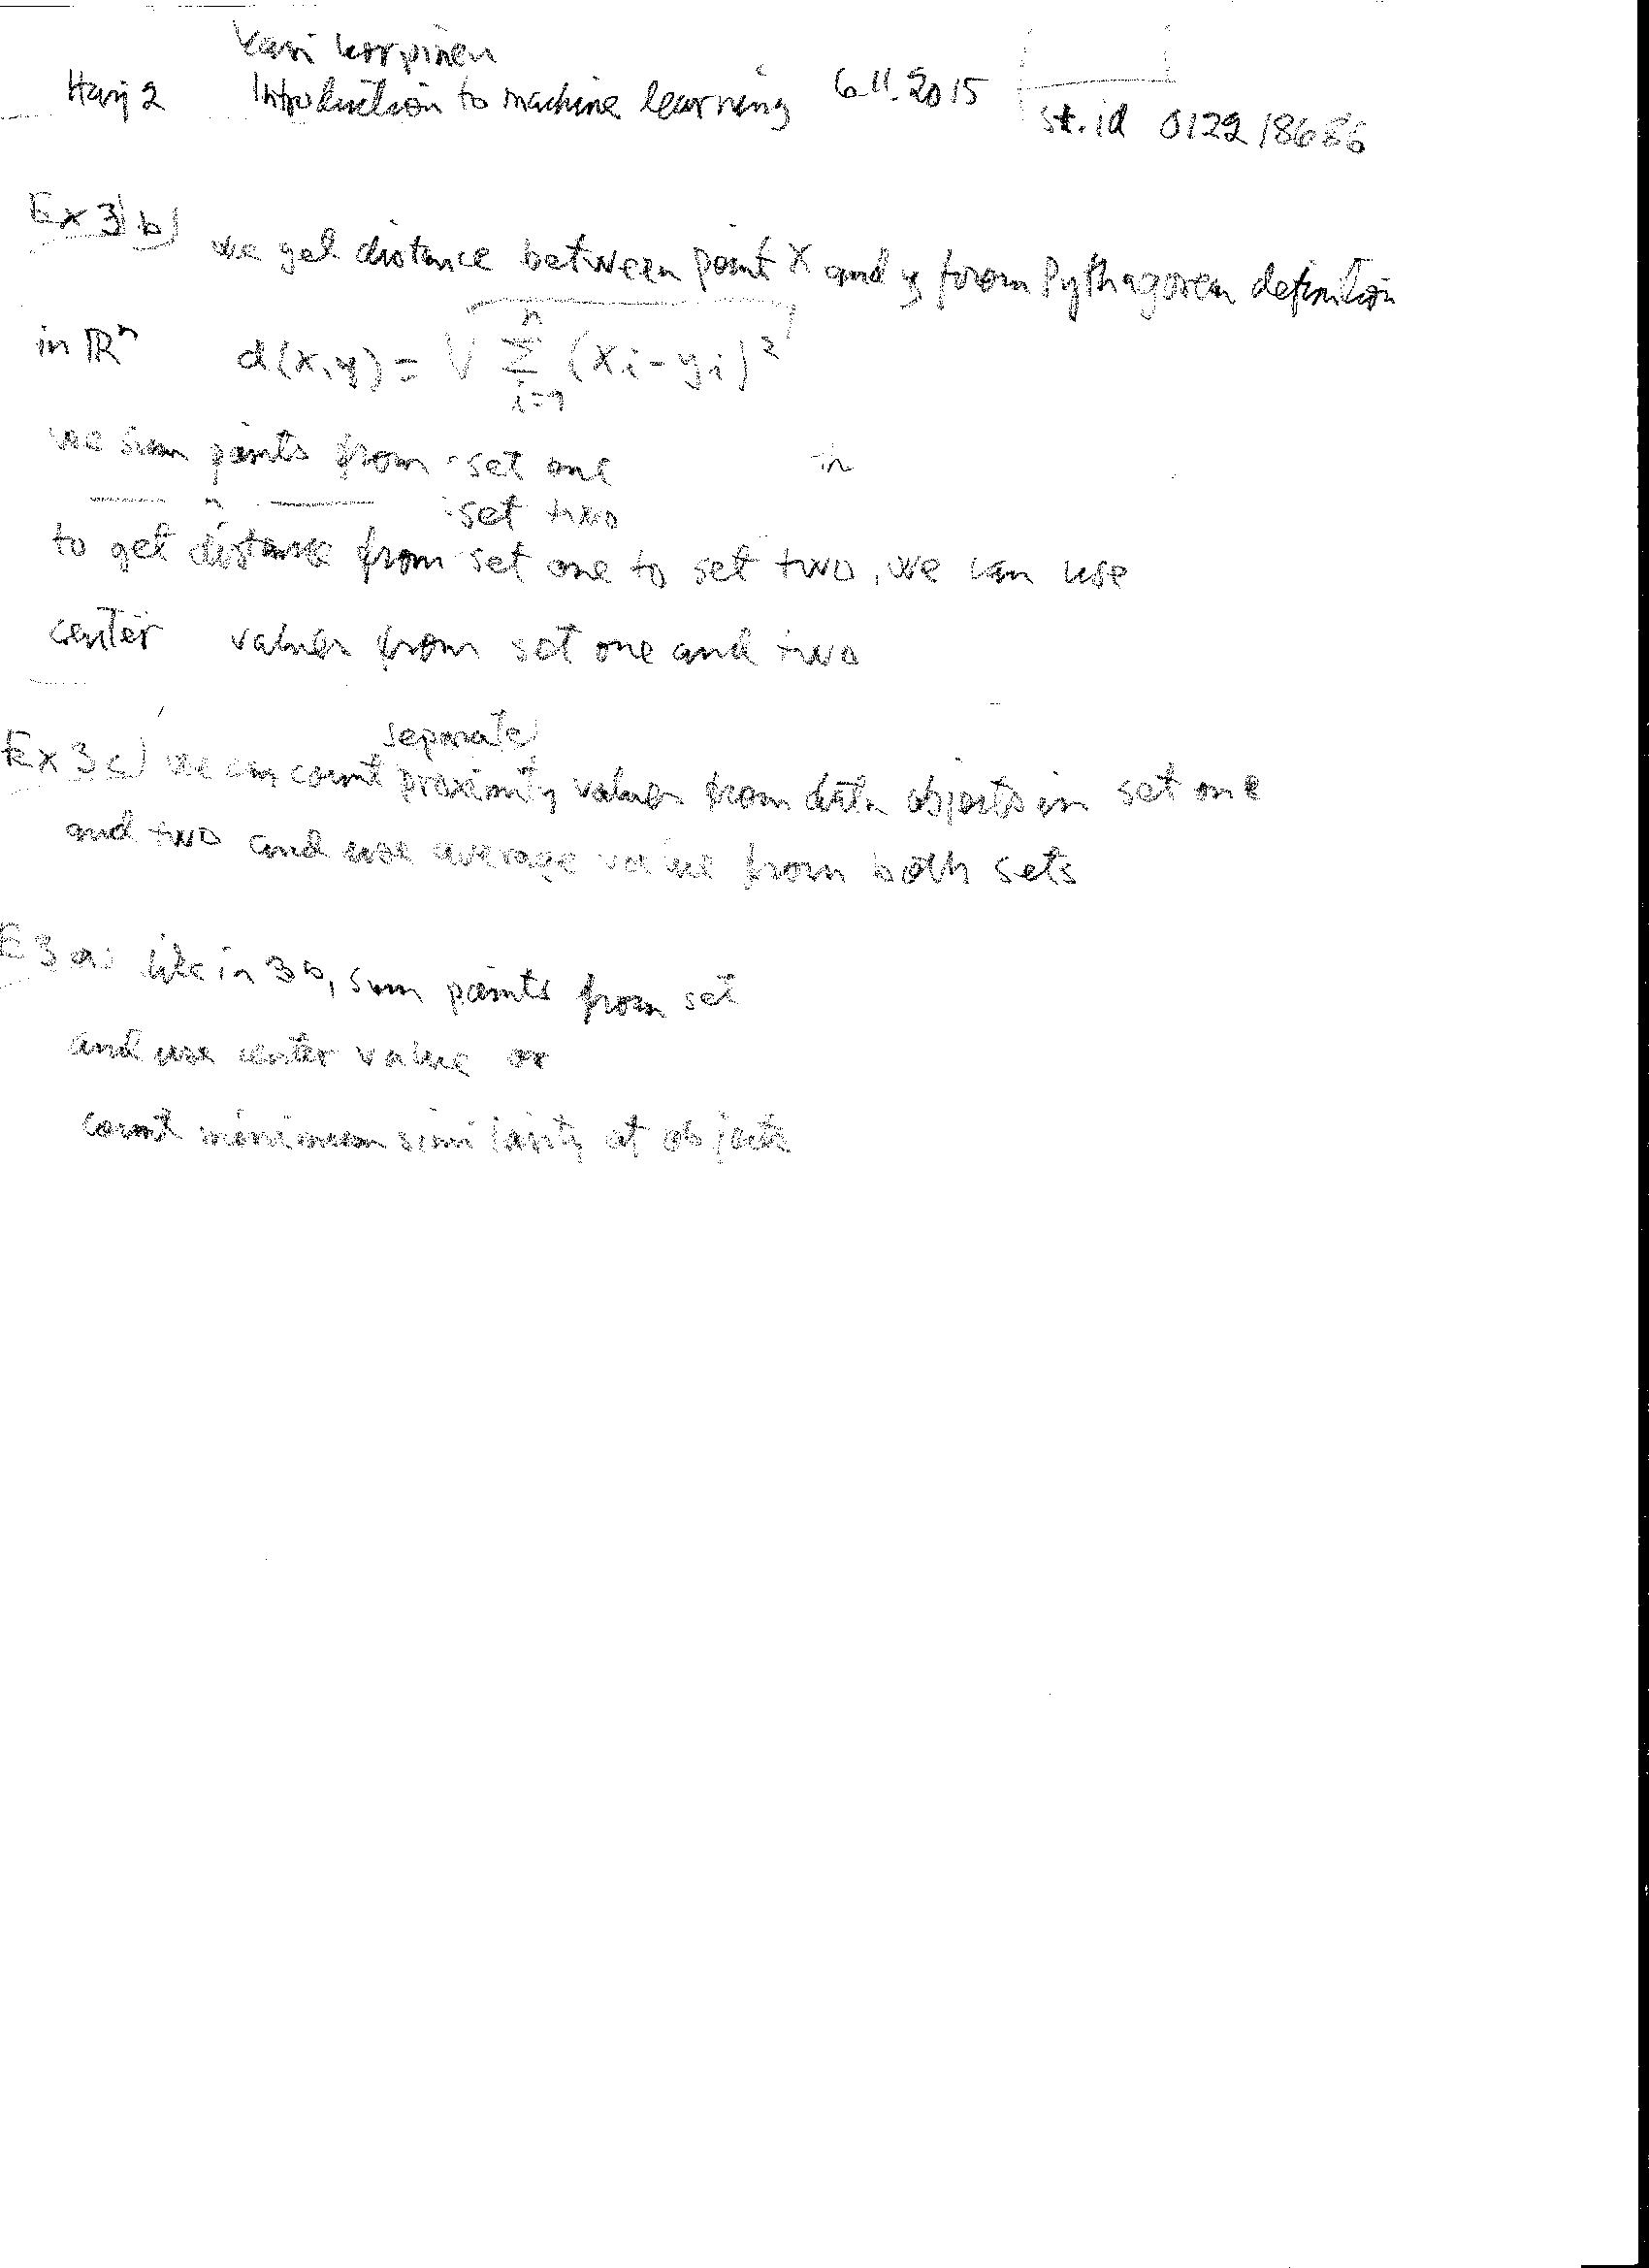 Kari Korpinen
Harj 2 Introduction to machine learning 6.11.2015
st.id 012218686
Ex 3) b) we get distance between point x and y from Pythagorean definition
in ℝⁿ d(x,y) = √ Σ_{i=1}^{n} (x_i - y_i)²
we sum points from set one
set two
to get distance from set one to set two, we can use
center values from set one and two
separate
Ex 3 c) we can count proximity values from data objects in set one
and two and use average value from both sets
E 3 a: like in 3b, sum points from set
and use center value or
count minimum similarity of objects